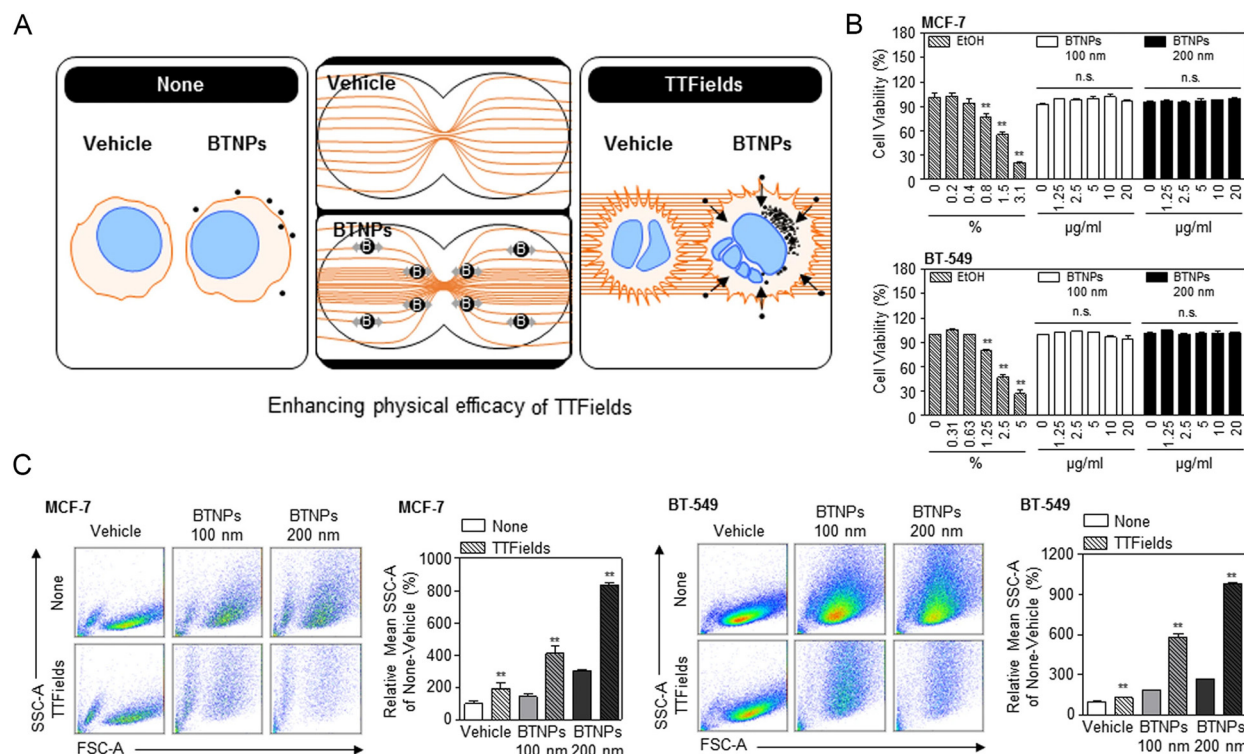 A
None
Vehicle
BTNPs
Vehicle
BTNPs
B
B
B
B
B
B
B
B
TTFields
Vehicle
BTNPs
Enhancing physical efficacy of TTFields
B
MCF-7
Cell Viability (%)
180
150
120
90
60
30
0
EtOH
BTNPs
100 nm
BTNPs
200 nm
n.s.
n.s.
**
**
**
0 0.2 0.4 0.8 1.5 3.1
0 1.25 2.5 5 10 20
0 1.25 2.5 5 10 20
%
µg/ml
µg/ml
BT-549
Cell Viability (%)
180
150
120
90
60
30
0
EtOH
BTNPs
100 nm
BTNPs
200 nm
n.s.
n.s.
**
**
**
0 0.31 0.63 1.25 2.5 5
0 1.25 2.5 5 10 20
0 1.25 2.5 5 10 20
%
µg/ml
µg/ml
C
MCF-7
Vehicle
BTNPs
100 nm
BTNPs
200 nm
None
TTFields
SSC-A
FSC-A
MCF-7
None
TTFields
Relative Mean SSC-A
of None-Vehicle (%)
1000
800
600
400
200
0
**
**
**
Vehicle
BTNPs
100 nm
BTNPs
200 nm
BT-549
Vehicle
BTNPs
100 nm
BTNPs
200 nm
None
TTFields
SSC-A
FSC-A
BT-549
None
TTFields
Relative Mean SSC-A
of None-Vehicle (%)
1200
900
600
300
0
**
**
**
Vehicle
BTNPs
100 nm
BTNPs
200 nm